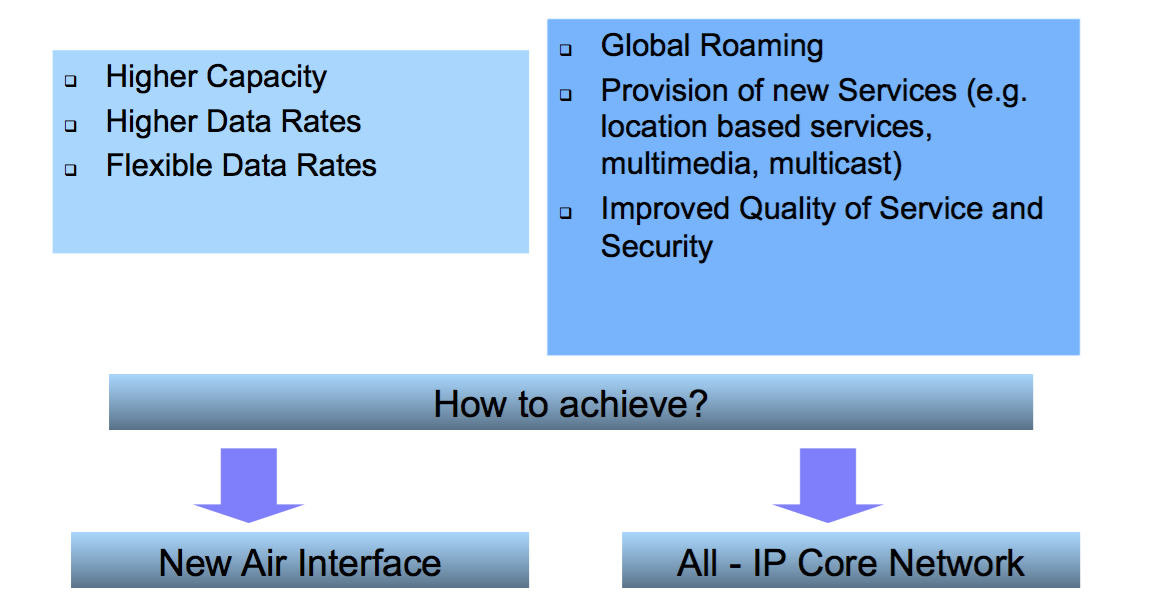 Higher Capacity
Higher Data Rates
Flexible Data Rates
Global Roaming
Provision of new Services (e.g.
location based services,
multimedia, multicast)
Improved Quality of Service and
Security
How to achieve?
New Air Interface
All - IP Core Network